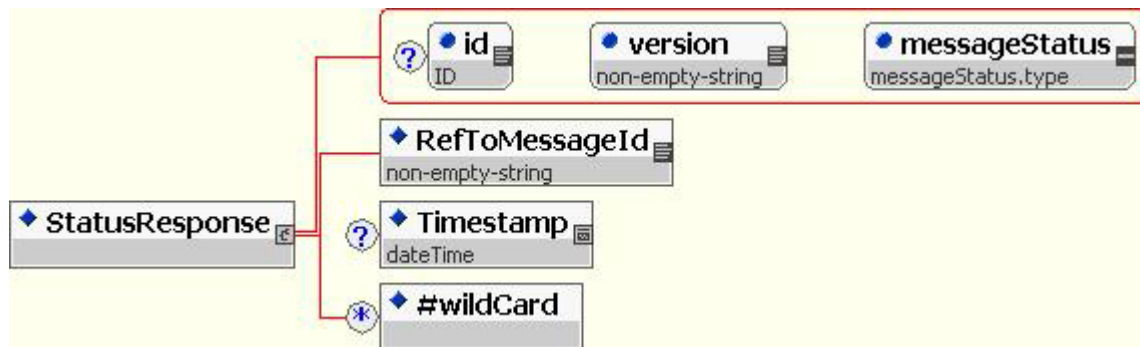 ? id version messageStatus
ID non-empty-string messageStatus.type
RefToMessageId
non-empty-string
StatusResponse
? Timestamp
dateTime
* #wildCard